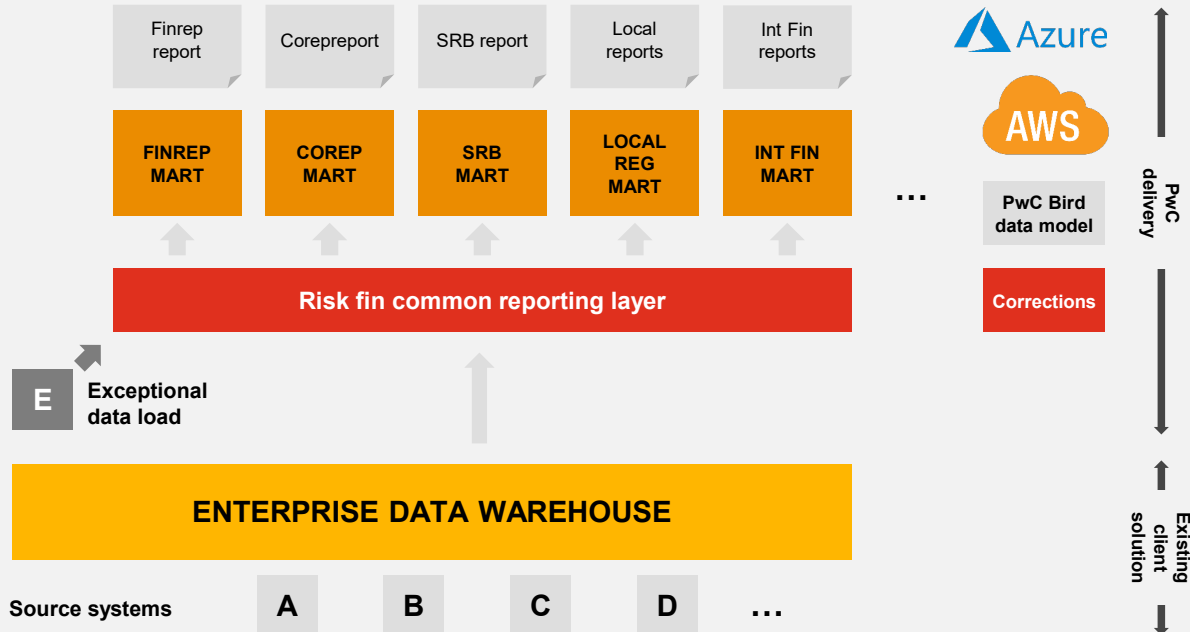 Finrep
report
Corepreport
SRB report
Local
reports
Int Fin
reports
Azure
AWS
FINREP
MART
COREP
MART
SRB
MART
LOCAL
REG
MART
INT FIN
MART
...
PwC Bird
data model
PwC
delivery
Risk fin common reporting layer
Corrections
E
Exceptional
data load
ENTERPRISE DATA WAREHOUSE
Existing
client
solution
Source systems
A
B
C
D
...